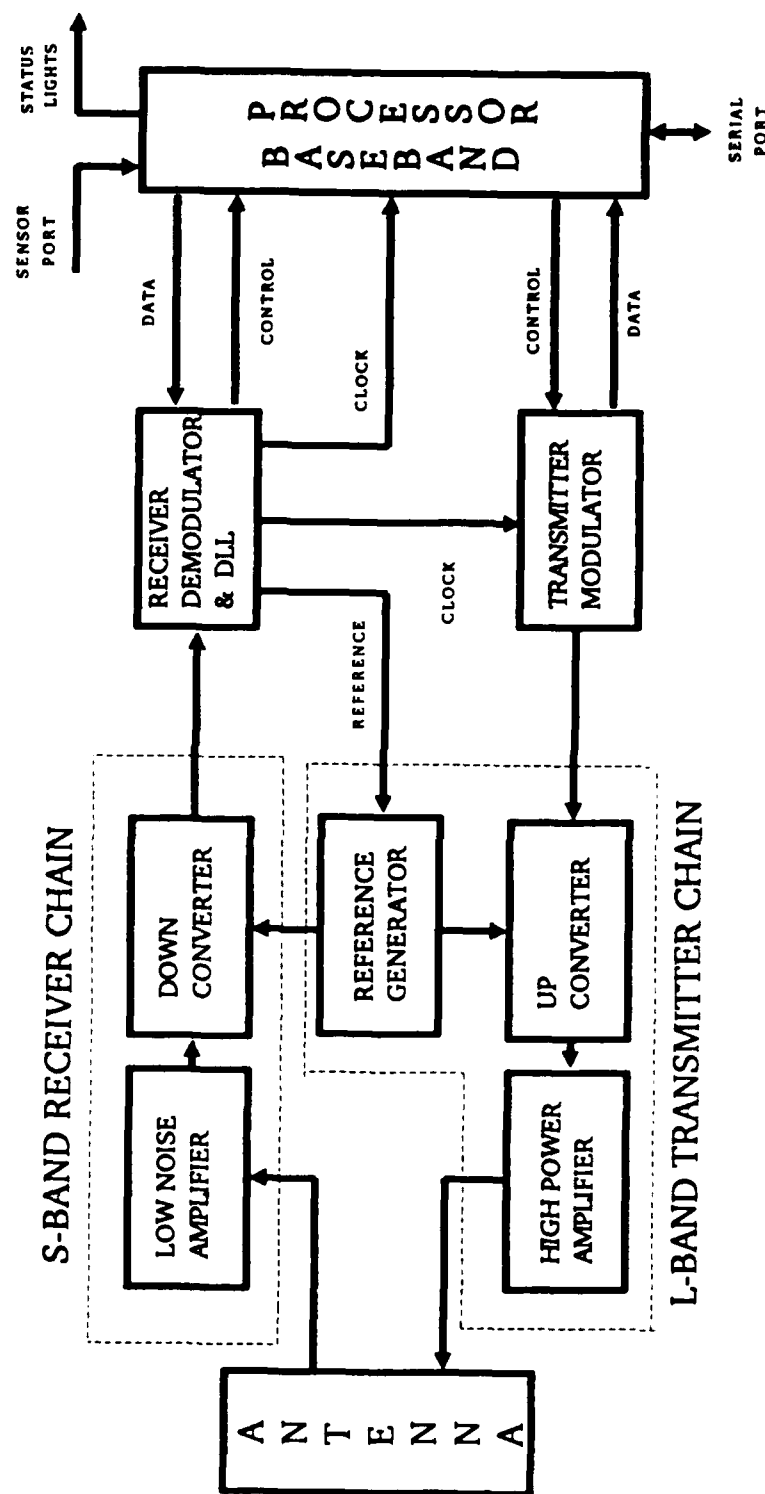 S-BAND RECEIVER CHAIN
LOW NOISE
AMPLIFIER
DOWN
CONVERTER
RECEIVER
DEMODULATOR
& DLL
DATA
CONTROL
SENSOR
PORT
STATUS
LIGHTS
ANTENNA
REFERENCE
GENERATOR
REFERENCE
CLOCK
CLOCK
PROCESSOR
BASEBAND
HIGH POWER
AMPLIFIER
UP
CONVERTER
TRANSMITTER
MODULATOR
CONTROL
DATA
SERIAL
PORT
L-BAND TRANSMITTER CHAIN